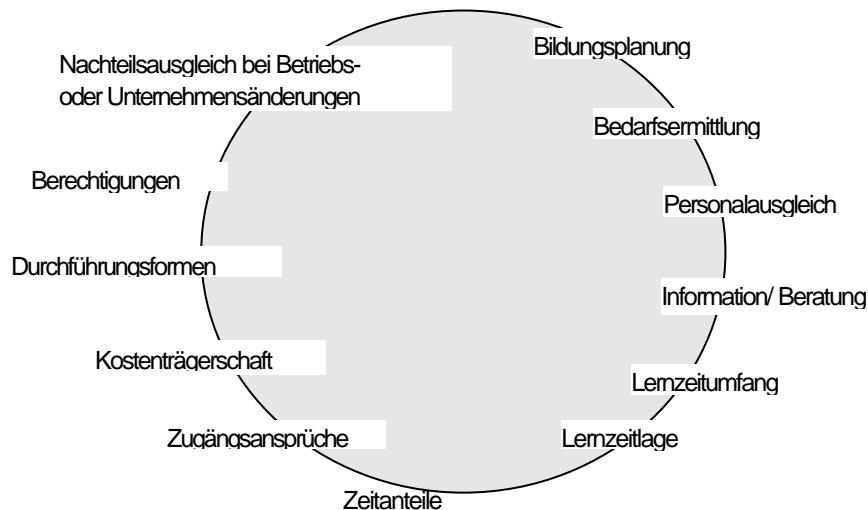 Nachteilsausgleich bei Betriebs-
oder Unternehmensänderungen
Bildungsplanung
Bedarfsermittlung
Berechtigungen
Personalausgleich
Durchführungsformen
Information/ Beratung
Kostenträgerschaft
Lernzeitumfang
Zugängsansprüche
Lernzeitlage
Zeitanteile